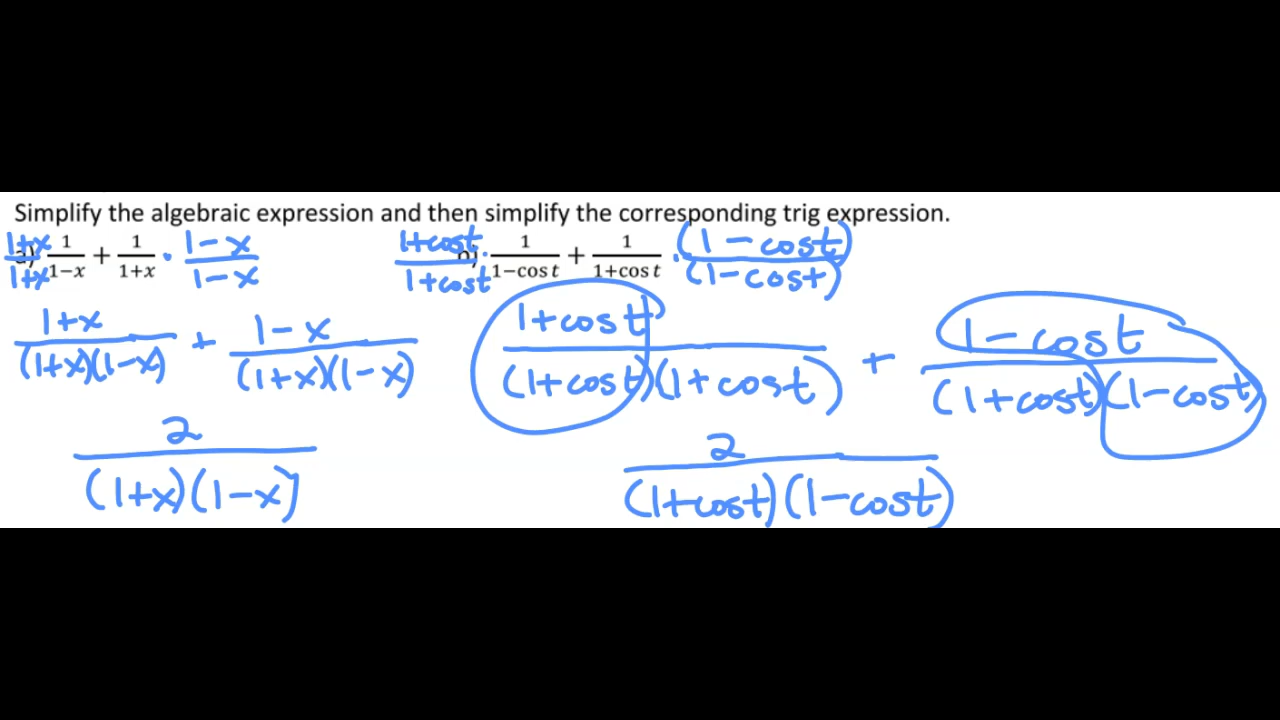 Simplify the algebraic expression and then simplify the corresponding trig expression.
1+x/1+x a) 1/1−x + 1/1+x · 1−x/1−x
1+cost/1+cost b) · 1/1−cos t + 1/1+cos t · (1−cost)/(1−cost)
1+x/(1+x)(1−x) + 1−x/(1+x)(1−x)
1+cost/(1+cost)(1+cost) + 1−cost/(1+cost)(1−cost)
2/(1+x)(1−x)
2/(1+cost)(1−cost)